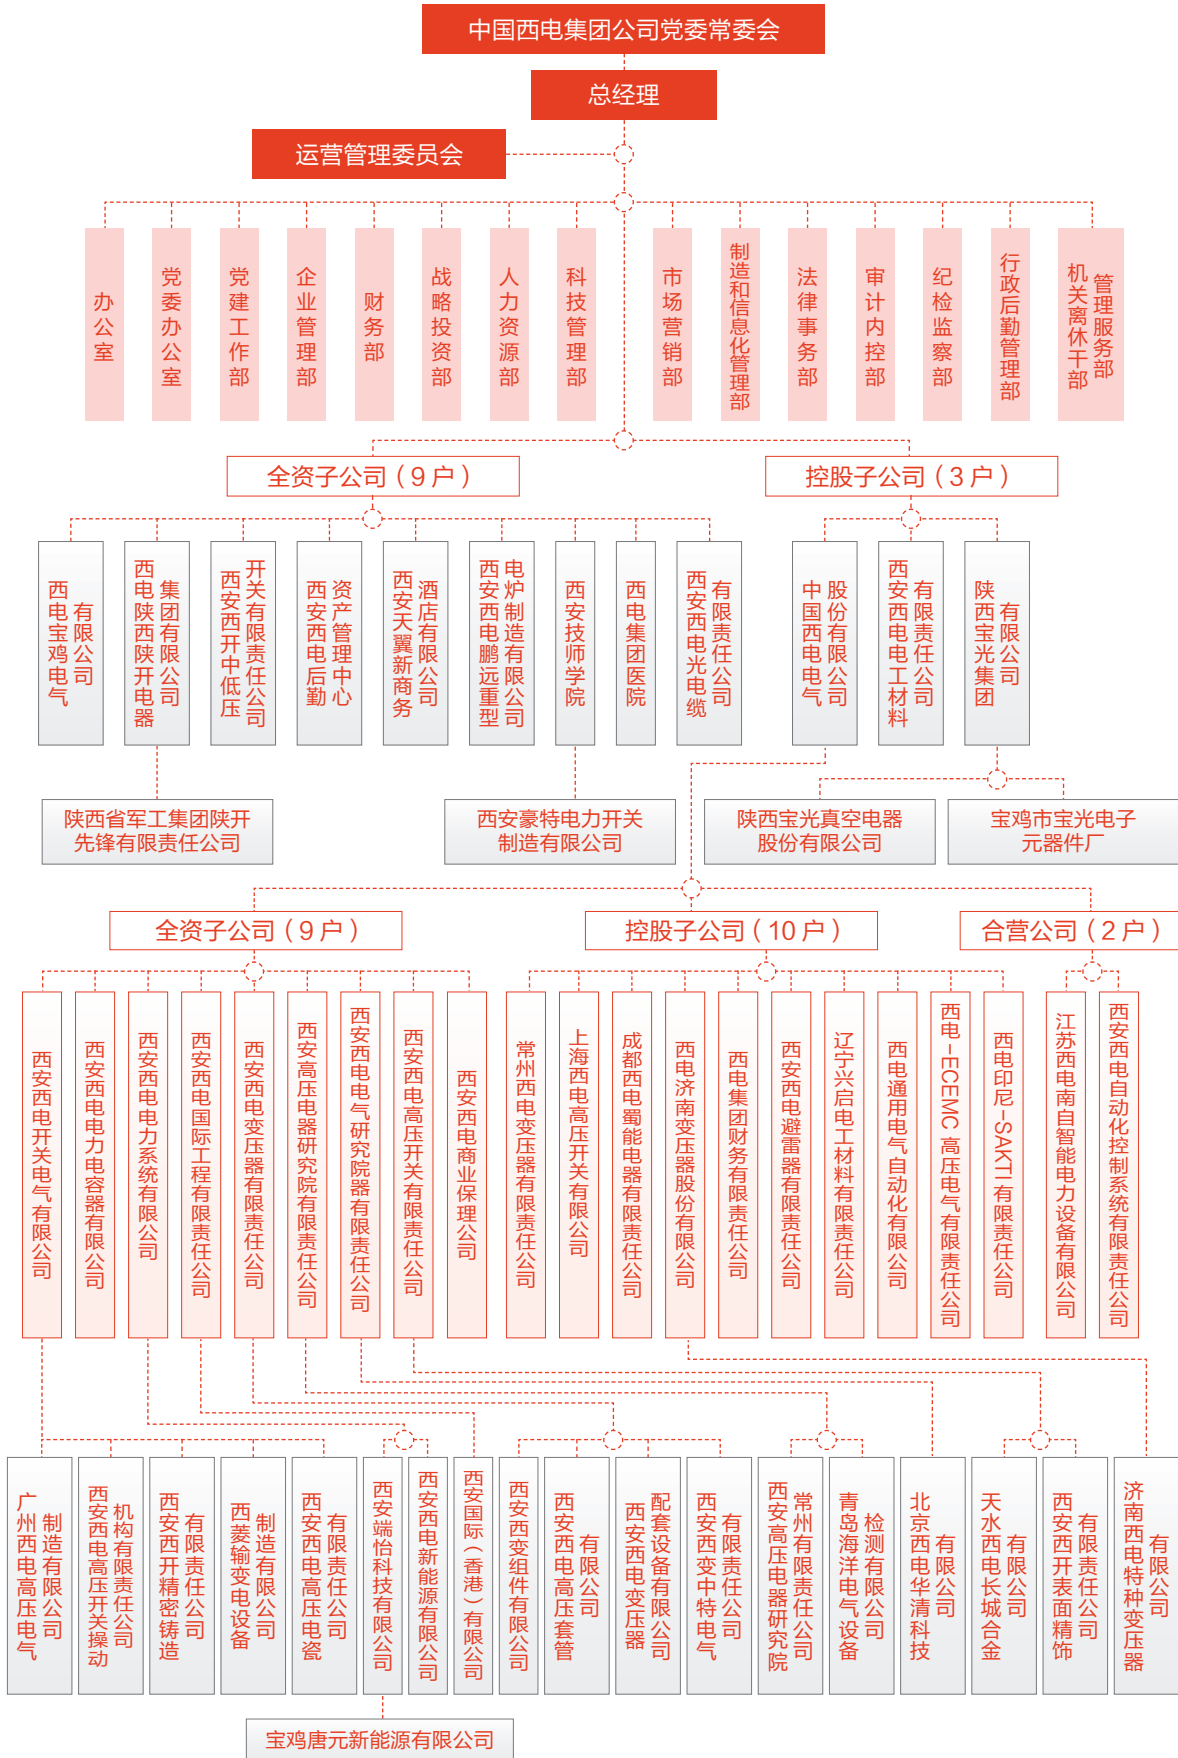 中国西电集团公司党委常委会
总经理
运营管理委员会
办公室
党委办公室
党建工作部
企业管理部
财务部
战略投资部
人力资源部
科技管理部
市场营销部
制造和信息化管理部
法律事务部
审计内控部
纪检监察部
行政后勤管理部
机关离休干部
管理服务部
全资子公司（9 户）
控股子公司（3 户）
西电宝鸡电气
有限公司
西电陕西陕开电器
集团有限公司
西安西开中低压
开关有限责任公司
西安西电后勤
资产管理中心
西安天翼新商务
酒店有限公司
西安西电鹏远重型
电炉制造有限公司
西安技师学院
西电集团医院
西安西电光电缆
有限责任公司
中国西电电气
股份有限公司
西安西电电工材料
有限责任公司
陕西宝光集团
有限公司
陕西省军工集团陕开
先锋有限责任公司
西安豪特电力开关
制造有限公司
陕西宝光真空电器
股份有限公司
宝鸡市宝光电子
元器件厂
全资子公司（9 户）
控股子公司（10 户）
合营公司（2 户）
西安西电开关电气有限公司
西安西电电力电容器有限公司
西安西电电力系统有限公司
西安西电国际工程有限责任公司
西安西电变压器有限责任公司
西安高压电器研究院有限责任公司
西安西电电气研究院器有限责任公司
西安西电高压开关有限责任公司
西安西电商业保理公司
常州西电变压器有限责任公司
上海西电高压开关有限公司
成都西电蜀能电器有限责任公司
西电济南变压器股份有限公司
西电集团财务有限责任公司
西安西电避雷器有限责任公司
辽宁兴启电工材料有限责任公司
西电通用电气自动化有限公司
西电 -ECEMC 高压电气有限责任公司
西电印尼-SAKTI 有限责任公司
江苏西电南自智能电力设备有限公司
西安西电自动化控制系统有限责任公司
广州西电高压电气
制造有限公司
西安西电高压开关操动
机构有限责任公司
西安西开精密铸造
有限责任公司
西菱输变电设备
制造有限公司
西安西电高压电瓷
有限责任公司
西安端怡科技有限公司
西安西电新能源有限公司
西安国际（香港）有限公司
西安西变组件有限公司
西安西电高压套管
有限公司
西安西电变压器
配套设备有限公司
西安西变中特电气
有限责任公司
西安高压电器研究院
常州有限责任公司
青岛海洋电气设备
检测有限公司
北京西电华清科技
有限公司
天水西电长城合金
有限公司
西安西开表面精饰
有限责任公司
济南西电特种变压器
有限公司
宝鸡唐元新能源有限公司